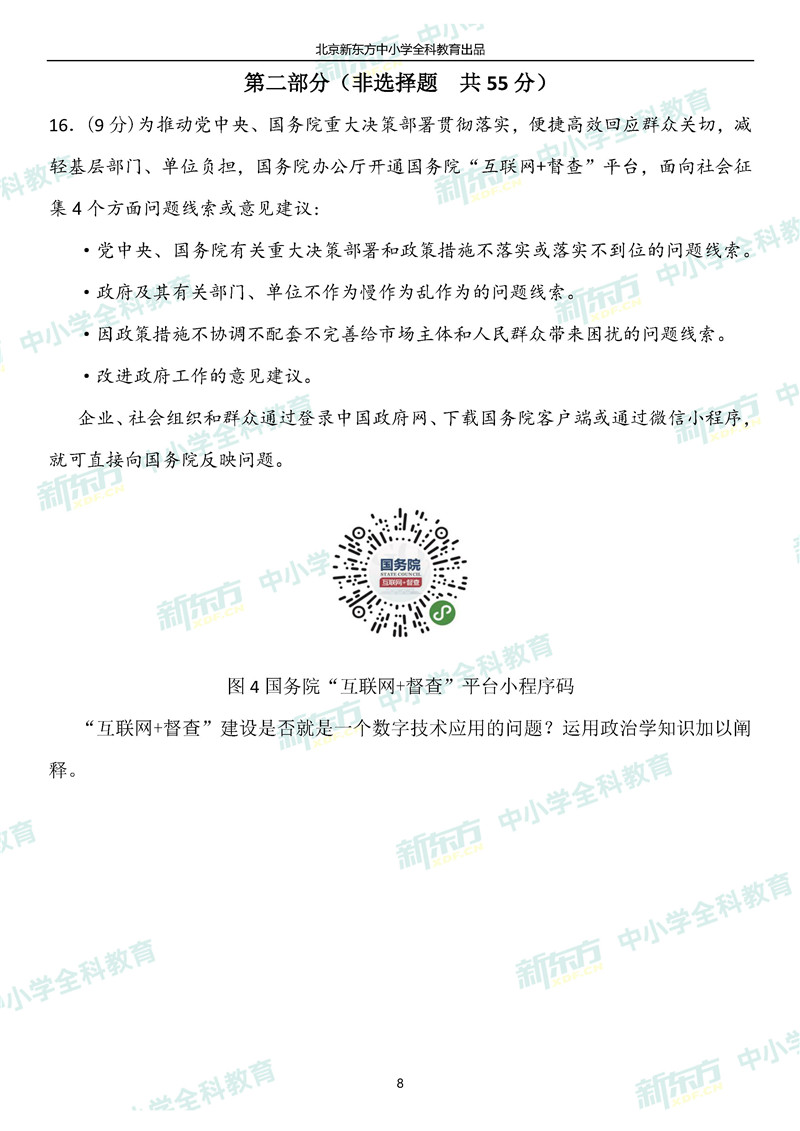 北京新东方中小学全科教育出品
第二部分（非选择题 共 55 分）
16．(9 分)为推动党中央、国务院重大决策部署贯彻落实，便捷高效回应群众关切，减
轻基层部门、单位负担，国务院办公厅开通国务院“互联网+督查”平台，面向社会征
集 4 个方面问题线索或意见建议：
·党中央、国务院有关重大决策部署和政策措施不落实或落实不到位的问题线索。
·政府及其有关部门、单位不作为慢作为乱作为的问题线索。
·因政策措施不协调不配套不完善给市场主体和人民群众带来困扰的问题线索。
·改进政府工作的意见建议。
企业、社会组织和群众通过登录中国政府网、下载国务院客户端或通过微信小程序，
就可直接向国务院反映问题。
国务院
STATE COUNCIL
互联网+督查
图 4 国务院“互联网+督查”平台小程序码
“互联网+督查”建设是否就是一个数字技术应用的问题？运用政治学知识加以阐
释。
8
新东方 XDF.CN 中小学全科教育